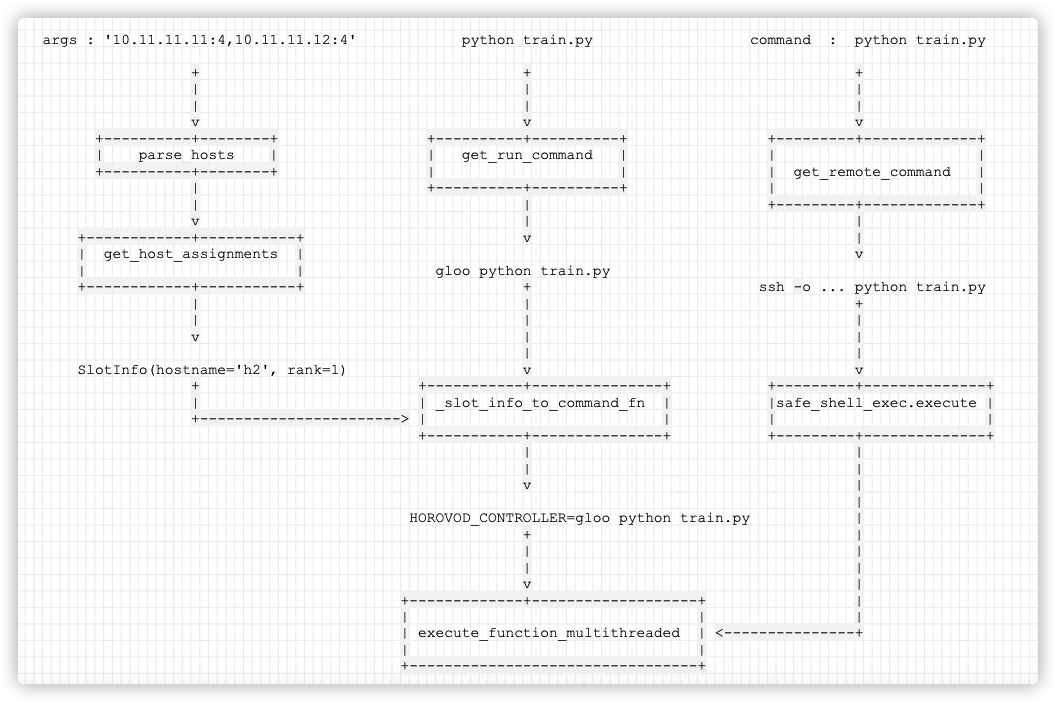 args : '10.11.11.11:4,10.11.11.12:4'
python train.py
command : python train.py
parse hosts
get_run_command
get_remote_command
get_host_assignments
gloo python train.py
ssh -o ... python train.py
SlotInfo(hostname='h2', rank=1)
_slot_info_to_command_fn
safe_shell_exec.execute
HOROVOD_CONTROLLER=gloo python train.py
execute_function_multithreaded